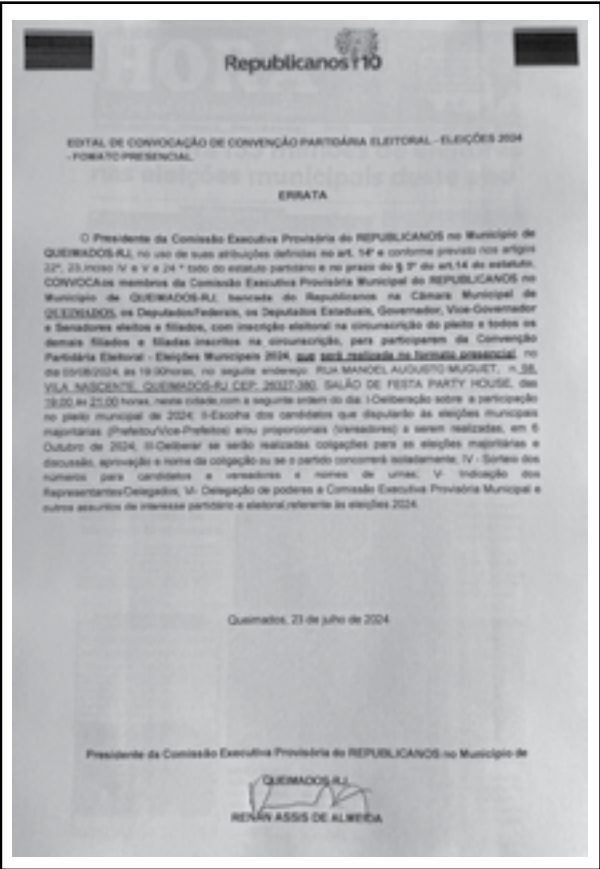 Republicanos 10
EDITAL DE CONVOCAÇÃO DE CONVENÇÃO PARTIDÁRIA ELEITORAL - ELEIÇÕES 2024
- FOMATO PRESENCIAL
ERRATA
O Presidente da Comissão Executiva Provisória do REPUBLICANOS no Município de
QUEIMADOS-RJ, no uso de suas atribuições definidas no art. 14º e conforme previsto nos artigos
22º, 23,inciso IV e V e 24 º todo do estatuto partidário e no prazo do § 3º do art.14 do estatuto,
CONVOCAos membros da Comissão Executiva Provisória Municipal do REPUBLICANOS no
Município de QUEIMADOS-RJ, bancada do Republicanos na Câmara Municipal de
QUEIMADOS, os Deputados/Federais, os Deputados Estaduais, Governador, Vice-Governador
e Senadores eleitos e filiados, com inscrição eleitoral na circunscrição do pleito e todos os
demais filiados e filiadas inscritos na circunscrição, para participarem da Convenção
Partidária Eleitoral - Eleições Municipais 2024, que será realizada no formato presencial, no
dia /2024, às 19:00horas, no seguinte endereço: RUA MANOEL AUGUSTO MUGUET, n. 98,
VILA NASCENTE, QUEIMADOS-RJ CEP: 26327-380, SALÃO DE FESTA PARTY HOUSE, das
19:00 às 21:00 horas, nesta cidade,com a seguinte ordem do dia: I-Deliberação sobre a participação
no pleito municipal de 2024; II-Escolha dos candidatos que disputarão às eleições municipais
majoritárias (Prefeitou/Vice-Prefeitos) e/ou proporcionais (Vereadores) a serem realizadas, em 6
Outubro de 2024; III-Deliberar se serão realizadas coligações para as eleições majoritárias e
discussão, aprovação a nome da coligação ou se o partido concorrerá isoladamente; IV - Sorteio dos
números para candidatos a vereadores e nomes de urnas; V- Indicação dos
Representantes/Delegados; VI- Delegação de poderes a Comissão Executiva Provisória Municipal e
outros assuntos de interesse partidário e eleitoral,referente às eleições 2024.
Queimados, 23 de julho de 2024
Presidente da Comissão Executiva Provisória do REPUBLICANOS no Município de
QUEIMADOS-RJ
RENAN ASSIS DE ALMEIDA